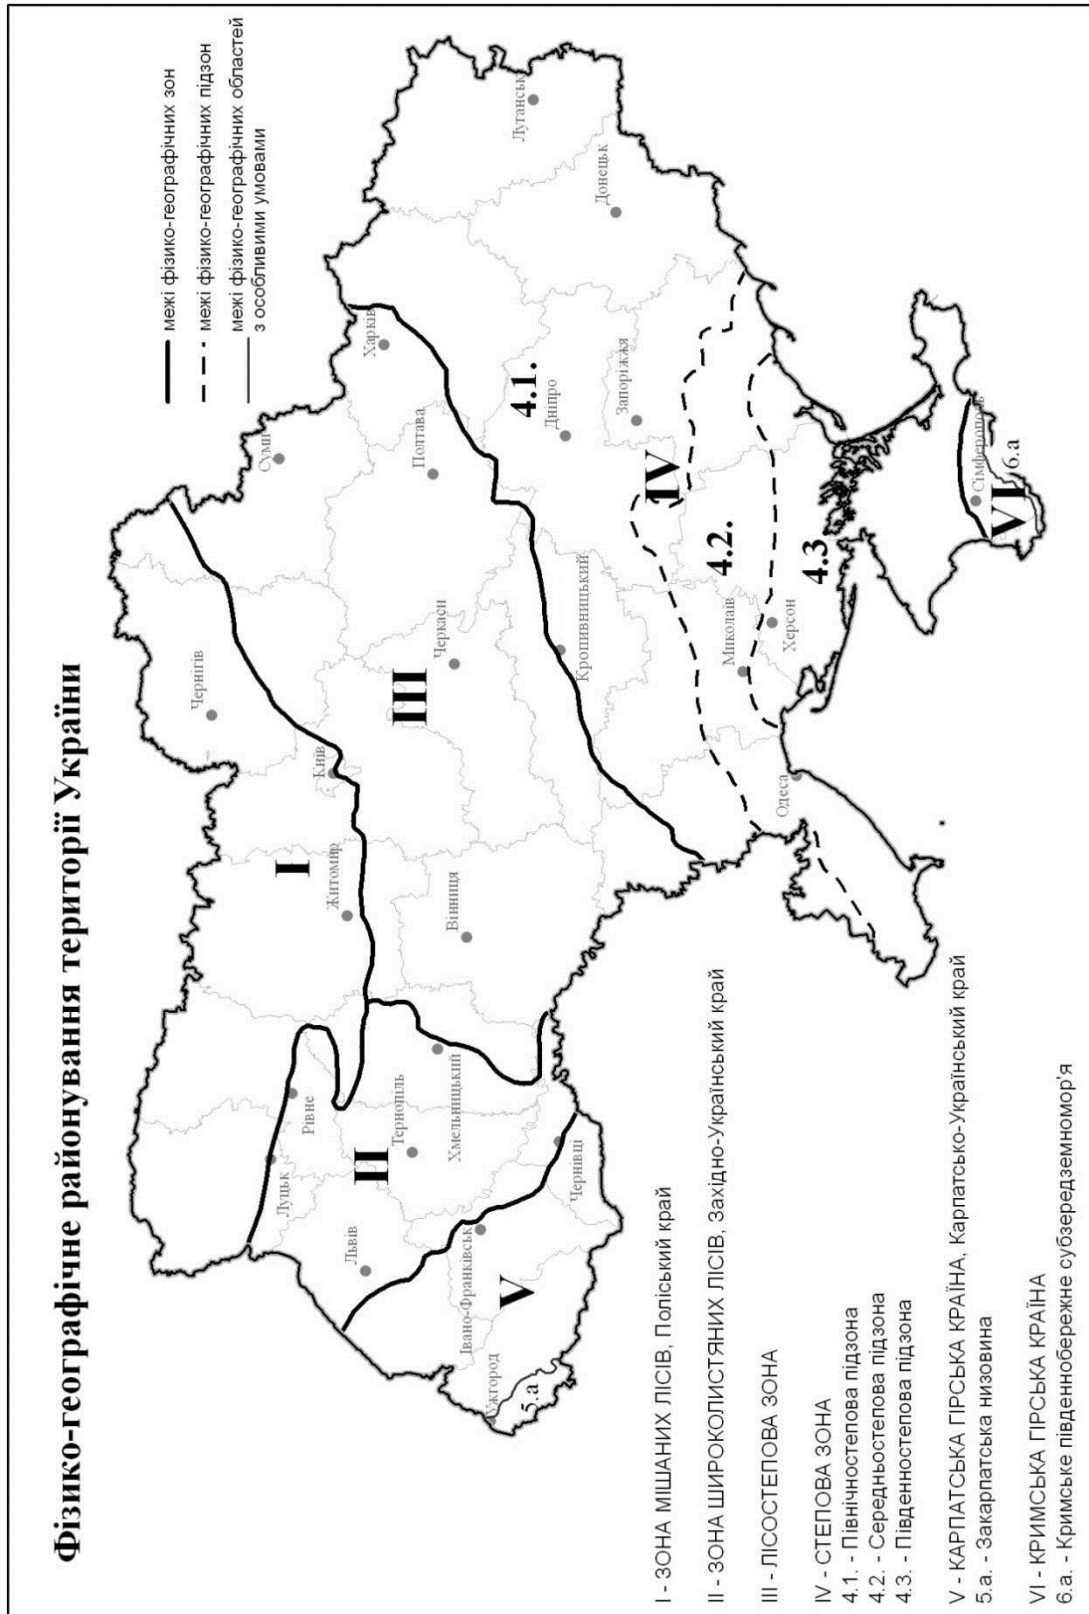 Фізико-географічне районування території України
межі фізико-географічних зон
межі фізико-географічних підзон
межі фізико-географічних областей
з особливими умовами
Чернігів
Суми
Луцьк
Рівне
Житомир
Київ
Харків
Львів
Тернопіль
Хмельницький
Вінниця
Черкаси
Полтава
Луганськ
Ужгород
Івано-Франківськ
Чернівці
Кропивницький
Дніпро
Донецьк
Запоріжжя
Миколаїв
Херсон
Одеса
Сімферополь
I
II
III
IV
V
VI
4.1.
4.2.
4.3
5.а
6.а
I - ЗОНА МІШАНИХ ЛІСІВ, Поліський край
II - ЗОНА ШИРОКОЛИСТЯНИХ ЛІСІВ, Західно-Український край
III - ЛІСОСТЕПОВА ЗОНА
IV - СТЕПОВА ЗОНА
4.1. - Північностепова підзона
4.2. - Середньостепова підзона
4.3. - Південностепова підзона
V - КАРПАТСЬКА ГІРСЬКА КРАЇНА, Карпатсько-Український край
5.а. - Закарпатська низовина
VI - КРИМСЬКА ГІРСЬКА КРАЇНА
6.а. - Кримське південнобережне субзередземномор'я